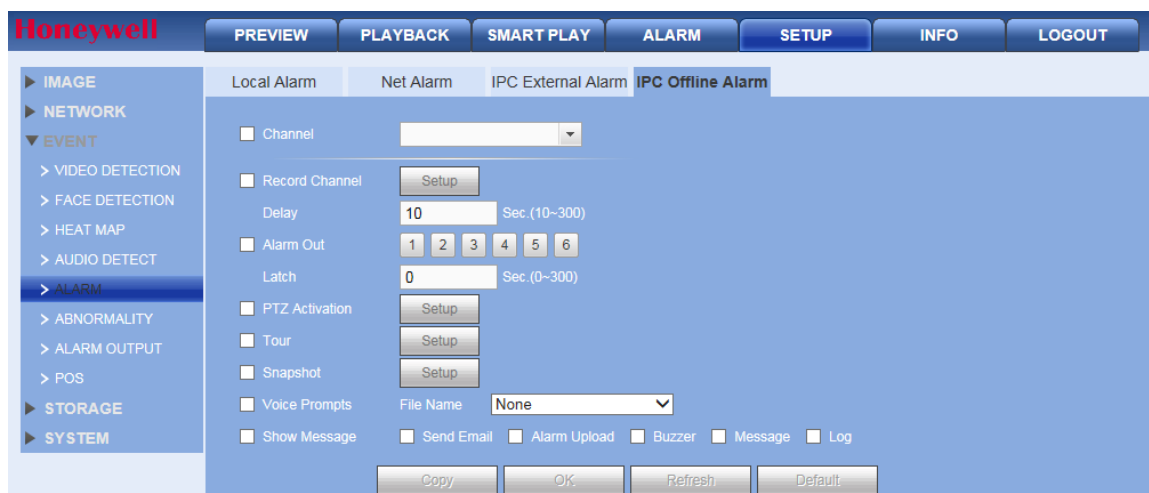 Honeywell
PREVIEW PLAYBACK SMART PLAY ALARM SETUP INFO LOGOUT
IMAGE
NETWORK
EVENT
> VIDEO DETECTION
> FACE DETECTION
> HEAT MAP
> AUDIO DETECT
> ALARM
> ABNORMALITY
> ALARM OUTPUT
> POS
STORAGE
SYSTEM
Local Alarm Net Alarm IPC External Alarm IPC Offline Alarm
Channel
Record Channel Setup
Delay 10 Sec.(10~300)
Alarm Out 1 2 3 4 5 6
Latch 0 Sec.(0~300)
PTZ Activation Setup
Tour Setup
Snapshot Setup
Voice Prompts File Name None
Show Message Send Email Alarm Upload Buzzer Message Log
Copy OK Refresh Default